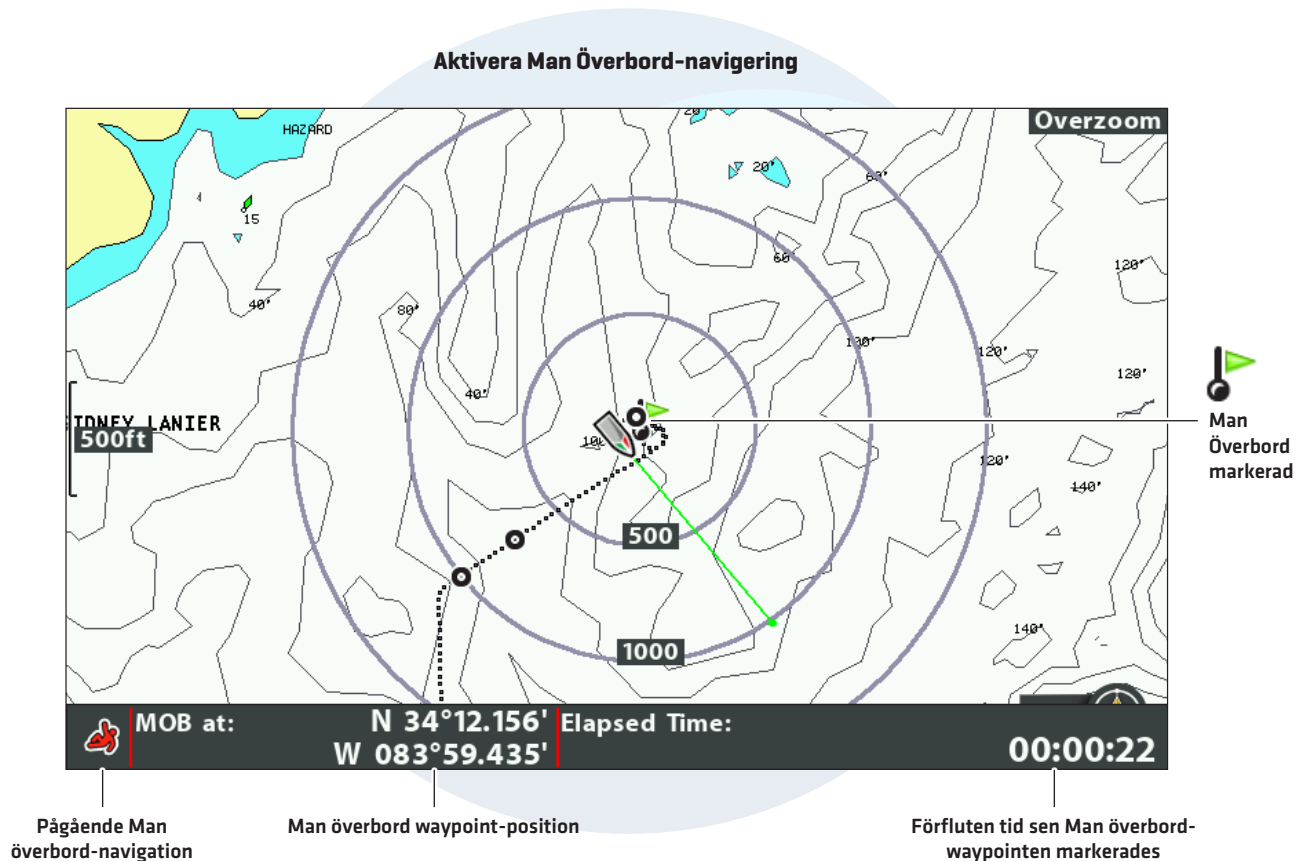 Aktivera Man Överbord-navigering
20'
Overzoom
HAZARD
20'
60'
15
60'
120'
40'
80'
100'
120'
120'
40'
IDNEY LANIER
500ft
Man
Överbord
markerad
120'
140'
500
140'
1000
MOB at:
N 34°12.156'
W 083°59.435'
Elapsed Time:
00:00:22
Pågående Man
överbord-navigation
Man överbord waypoint-position
Förfluten tid sen Man överbord-
waypointen markerades